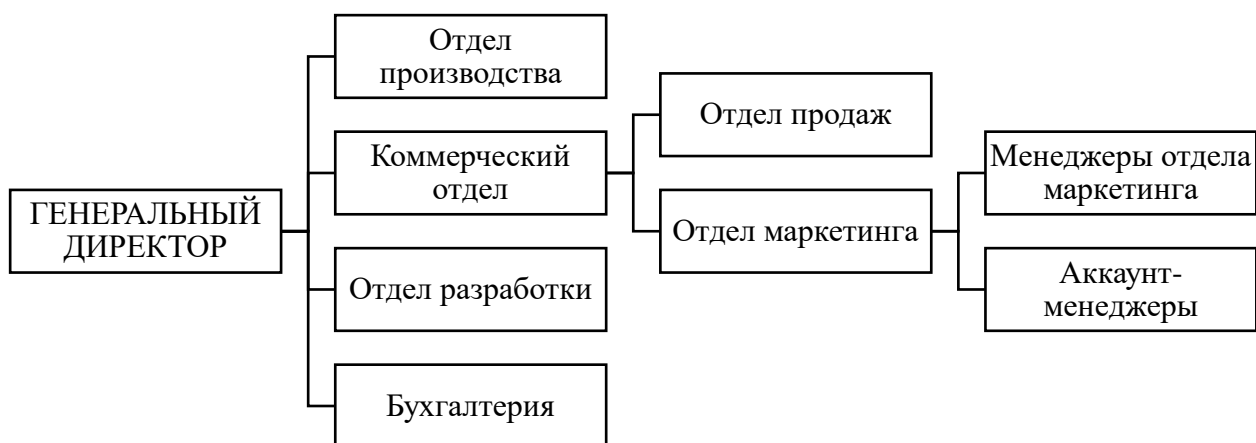 ГЕНЕРАЛЬНЫЙ
ДИРЕКТОР
Отдел
производства
Коммерческий
отдел
Отдел разработки
Бухгалтерия
Отдел продаж
Отдел маркетинга
Менеджеры отдела
маркетинга
Аккаунт-
менеджеры